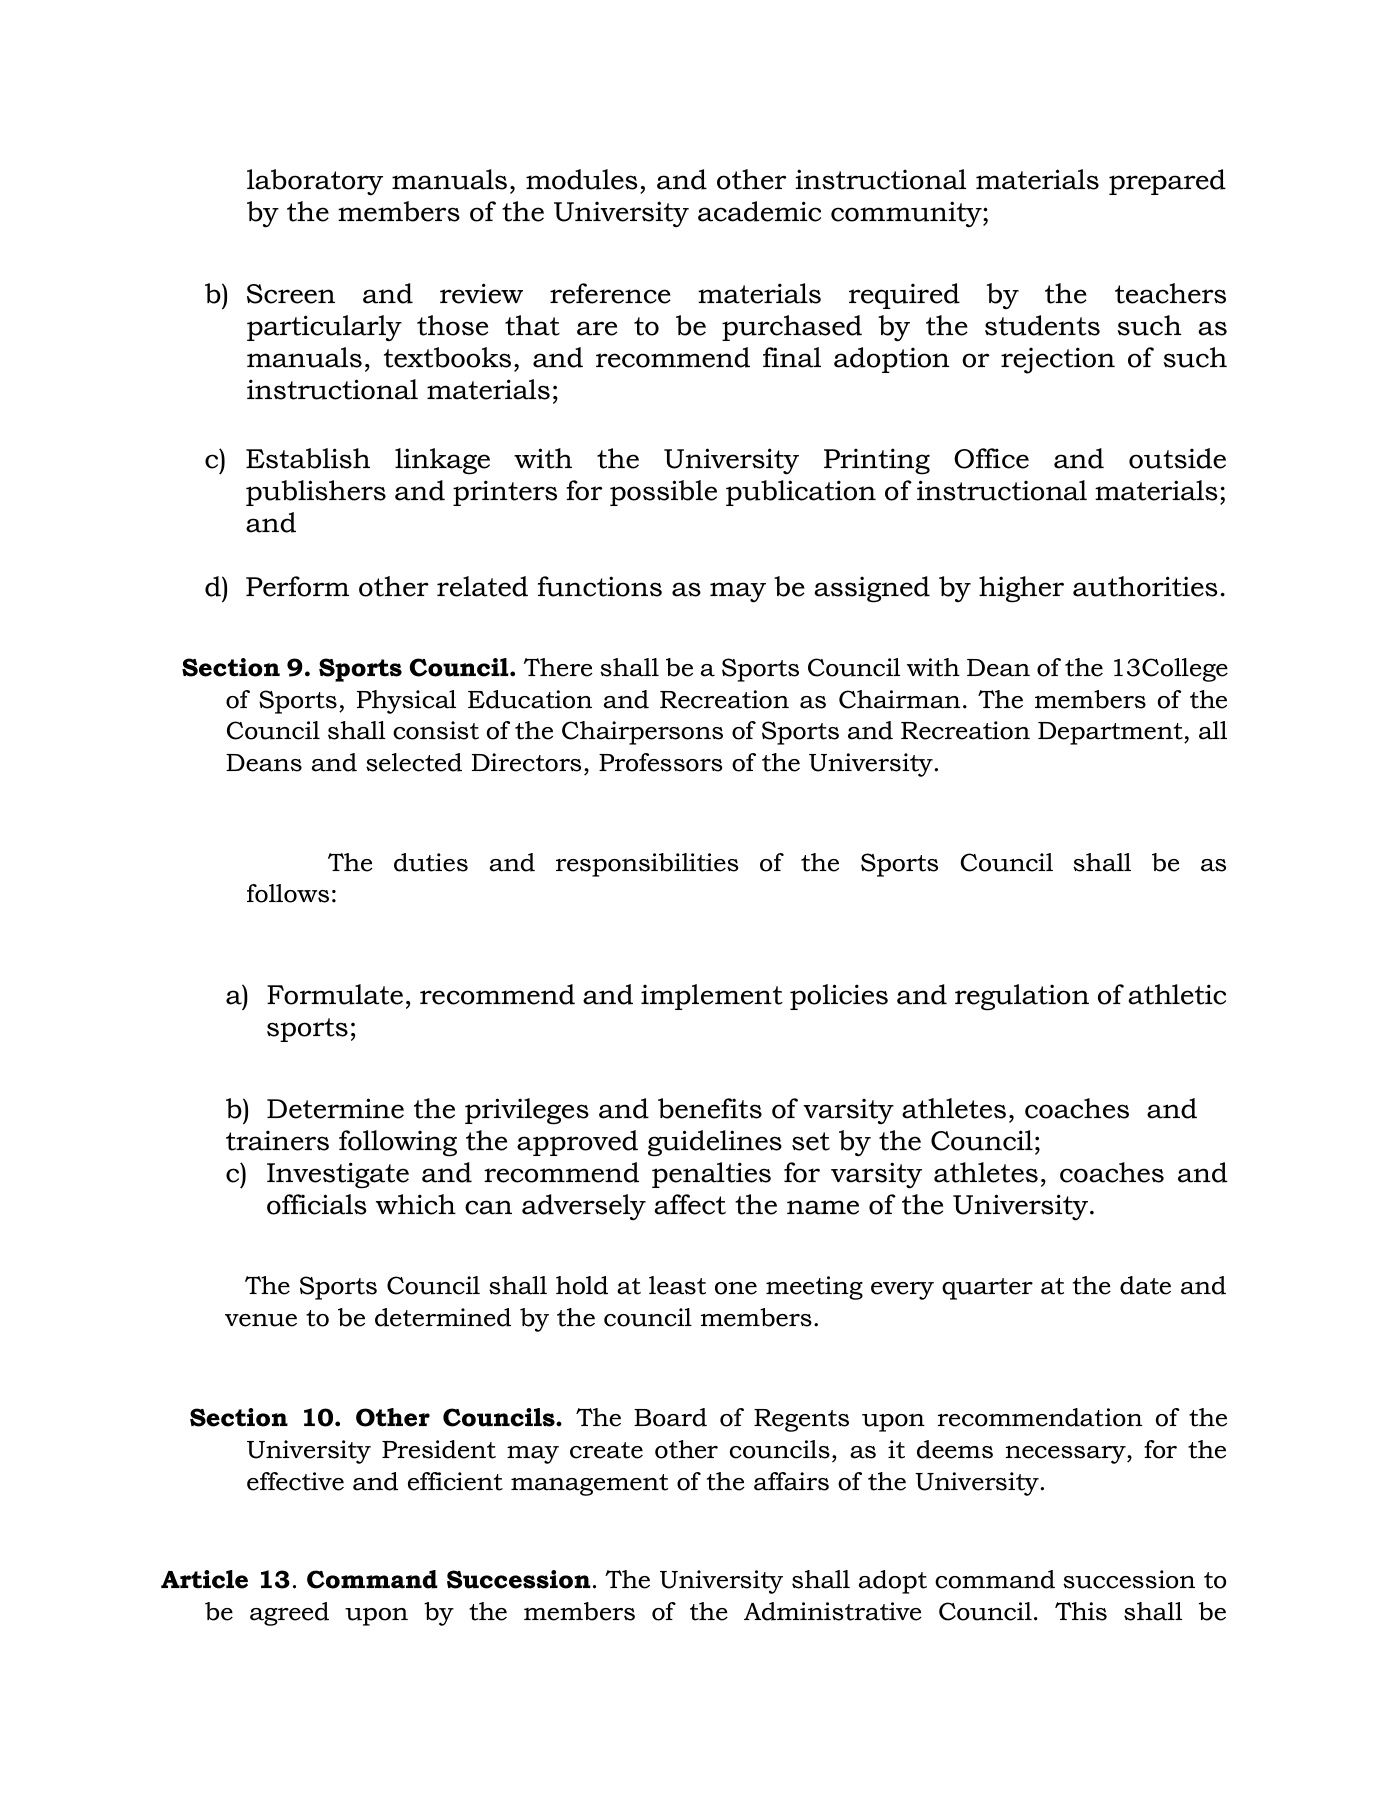 laboratory manuals, modules, and other instructional materials prepared
by the members of the University academic community;
b) Screen and review reference materials required by the teachers
particularly those that are to be purchased by the students such as
manuals, textbooks, and recommend final adoption or rejection of such
instructional materials;
c) Establish linkage with the University Printing Office and outside
publishers and printers for possible publication of instructional materials;
and
d) Perform other related functions as may be assigned by higher authorities.
Section 9. Sports Council. There shall be a Sports Council with Dean of the 13College
of Sports, Physical Education and Recreation as Chairman. The members of the
Council shall consist of the Chairpersons of Sports and Recreation Department, all
Deans and selected Directors, Professors of the University.
The duties and responsibilities of the Sports Council shall be as
follows:
a) Formulate, recommend and implement policies and regulation of athletic
sports;
b) Determine the privileges and benefits of varsity athletes, coaches and
trainers following the approved guidelines set by the Council;
c) Investigate and recommend penalties for varsity athletes, coaches and
officials which can adversely affect the name of the University.
The Sports Council shall hold at least one meeting every quarter at the date and
venue to be determined by the council members.
Section 10. Other Councils. The Board of Regents upon recommendation of the
University President may create other councils, as it deems necessary, for the
effective and efficient management of the affairs of the University.
Article 13. Command Succession. The University shall adopt command succession to
be agreed upon by the members of the Administrative Council. This shall be